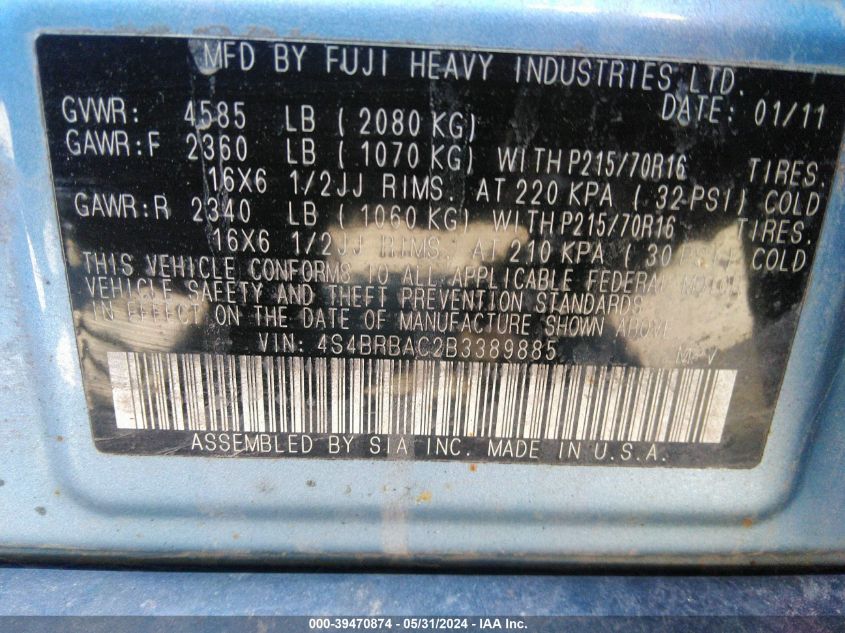 MFD BY FUJI HEAVY INDUSTRIES LTD.
DATE: 01/11
GVWR: 4585 LB ( 2080 KG)
GAWR:F 2360 LB ( 1070 KG) WITH P215/70R16 TIRES.
16X6 1/2JJ RIMS. AT 220 KPA ( 32 PSI) COLD
GAWR:R 2340 LB ( 1060 KG) WITH P215/70R16 TIRES.
16X6 1/2JJ RIMS. AT 210 KPA ( 30 PSI) COLD
THIS VEHICLE CONFORMS TO ALL APPLICABLE FEDERAL MOTOR
VEHICLE SAFETY AND THEFT PREVENTION STANDARDS
IN EFFECT ON THE DATE OF MANUFACTURE SHOWN ABOVE.
VIN: 4S4BRBAC2B3389885 MPV
ASSEMBLED BY SIA INC. MADE IN U.S.A.
000-39470874 - 05/31/2024 - IAA Inc.